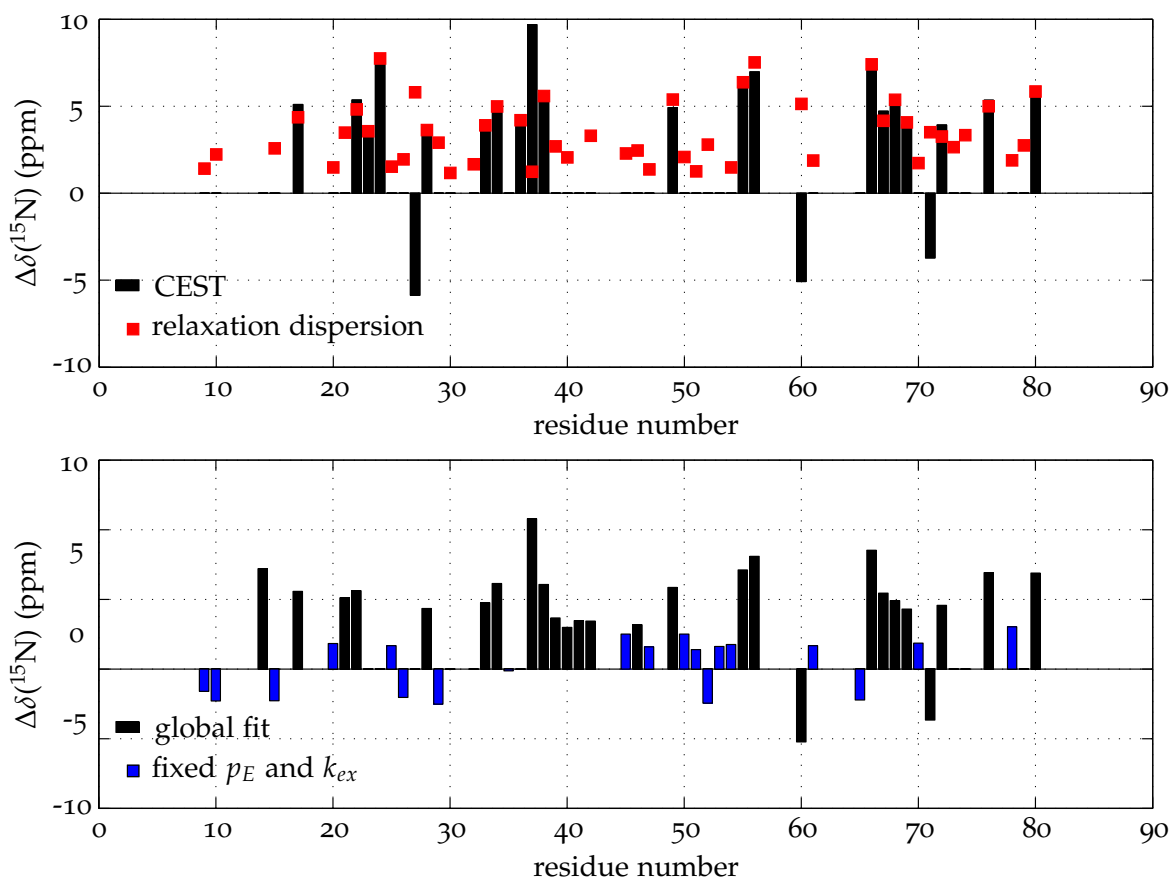 10
5
0
-5
-10
Δδ(¹⁵N) (ppm)
CEST
relaxation dispersion
0 10 20 30 40 50 60 70 80 90
residue number
10
5
0
-5
-10
Δδ(¹⁵N) (ppm)
global fit
fixed p_E and k_ex
0 10 20 30 40 50 60 70 80 90
residue number